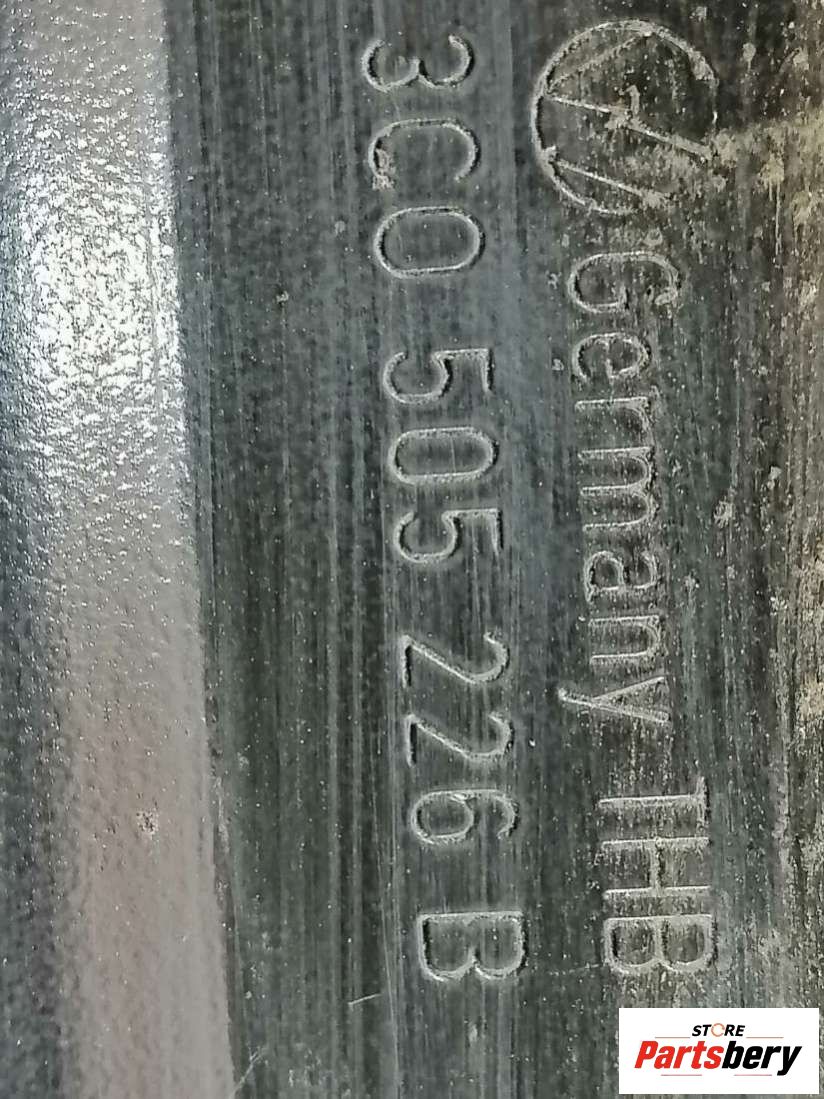 Germany THB
3C0 505 226 B
STORE
Partsbery